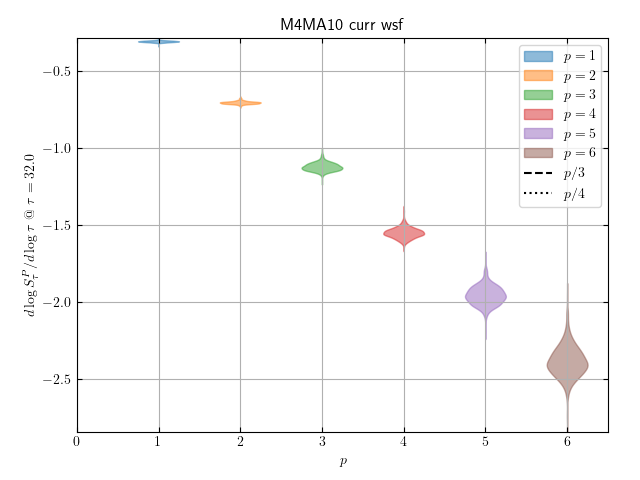 M4MA10 curr wsf
d log S_τ^P / d log τ @ τ = 32.0
−0.5
−1.0
−1.5
−2.0
−2.5
0 1 2 3 4 5 6
p
p = 1
p = 2
p = 3
p = 4
p = 5
p = 6
p/3
p/4